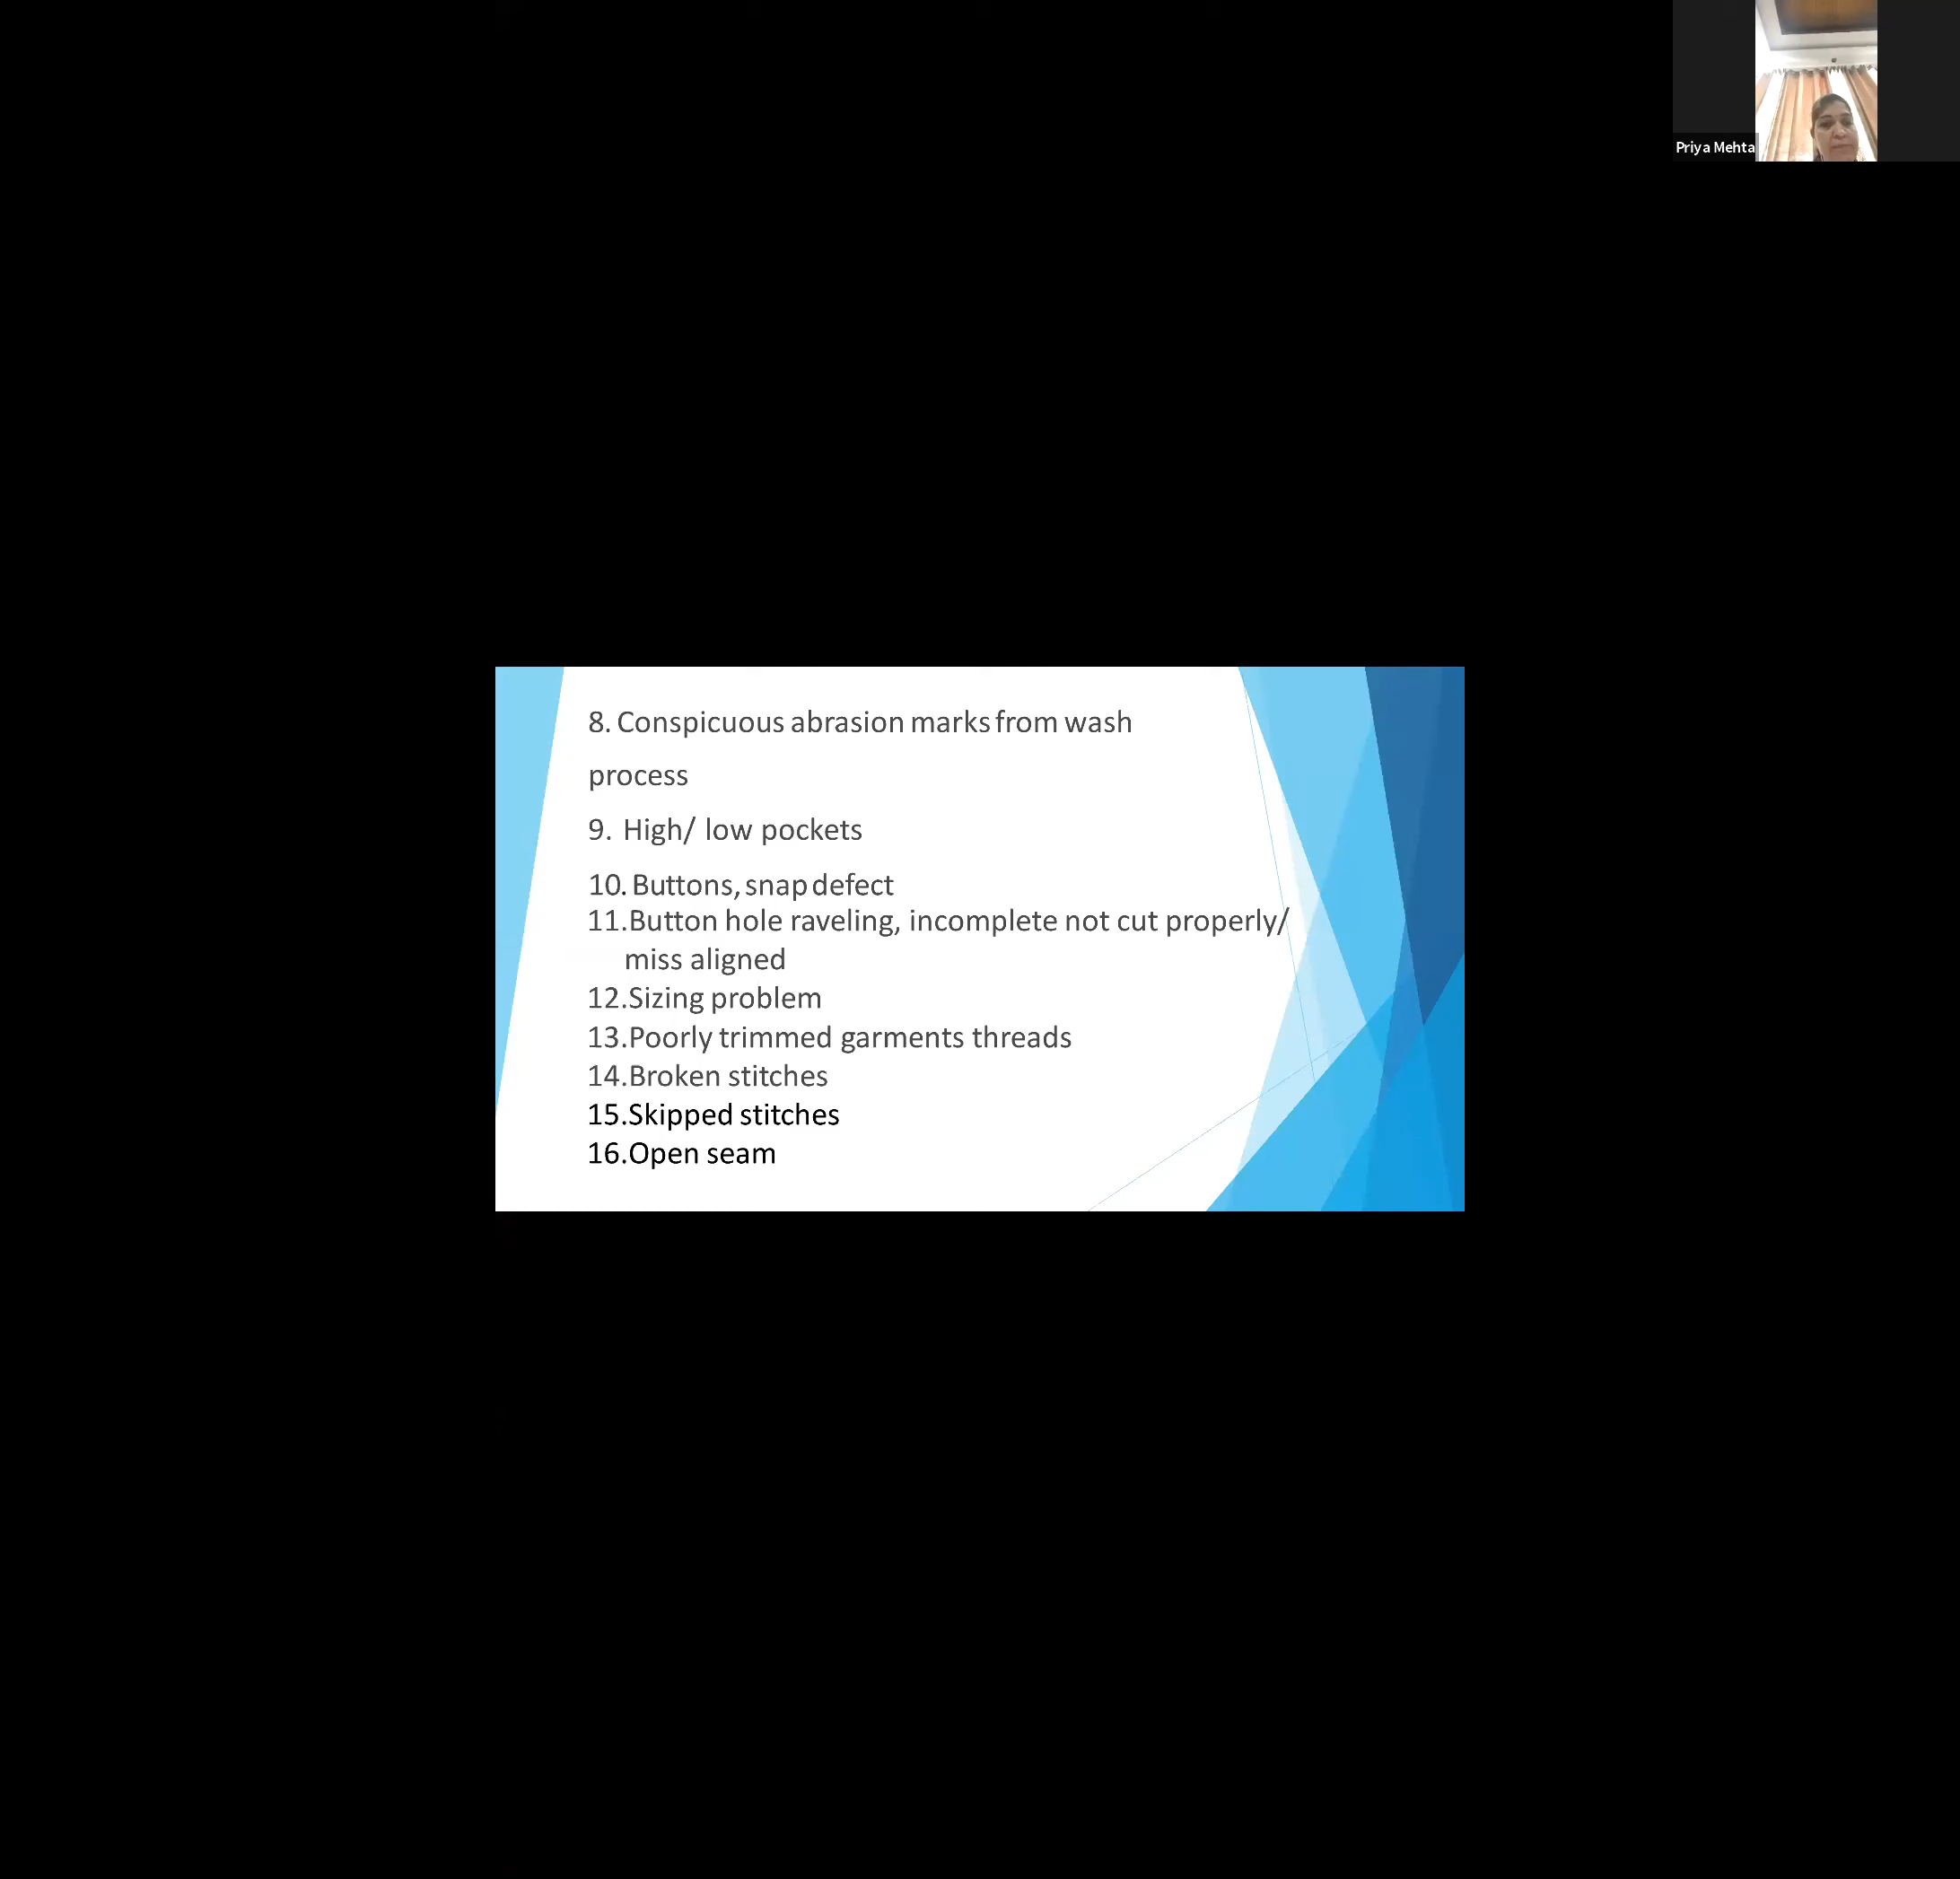 Priya Mehta
8. Conspicuous abrasion marks from wash
process
9. High/ low pockets
10. Buttons, snap defect
11.Button hole raveling, incomplete not cut properly/
miss aligned
12.Sizing problem
13.Poorly trimmed garments threads
14.Broken stitches
15.Skipped stitches
16.Open seam